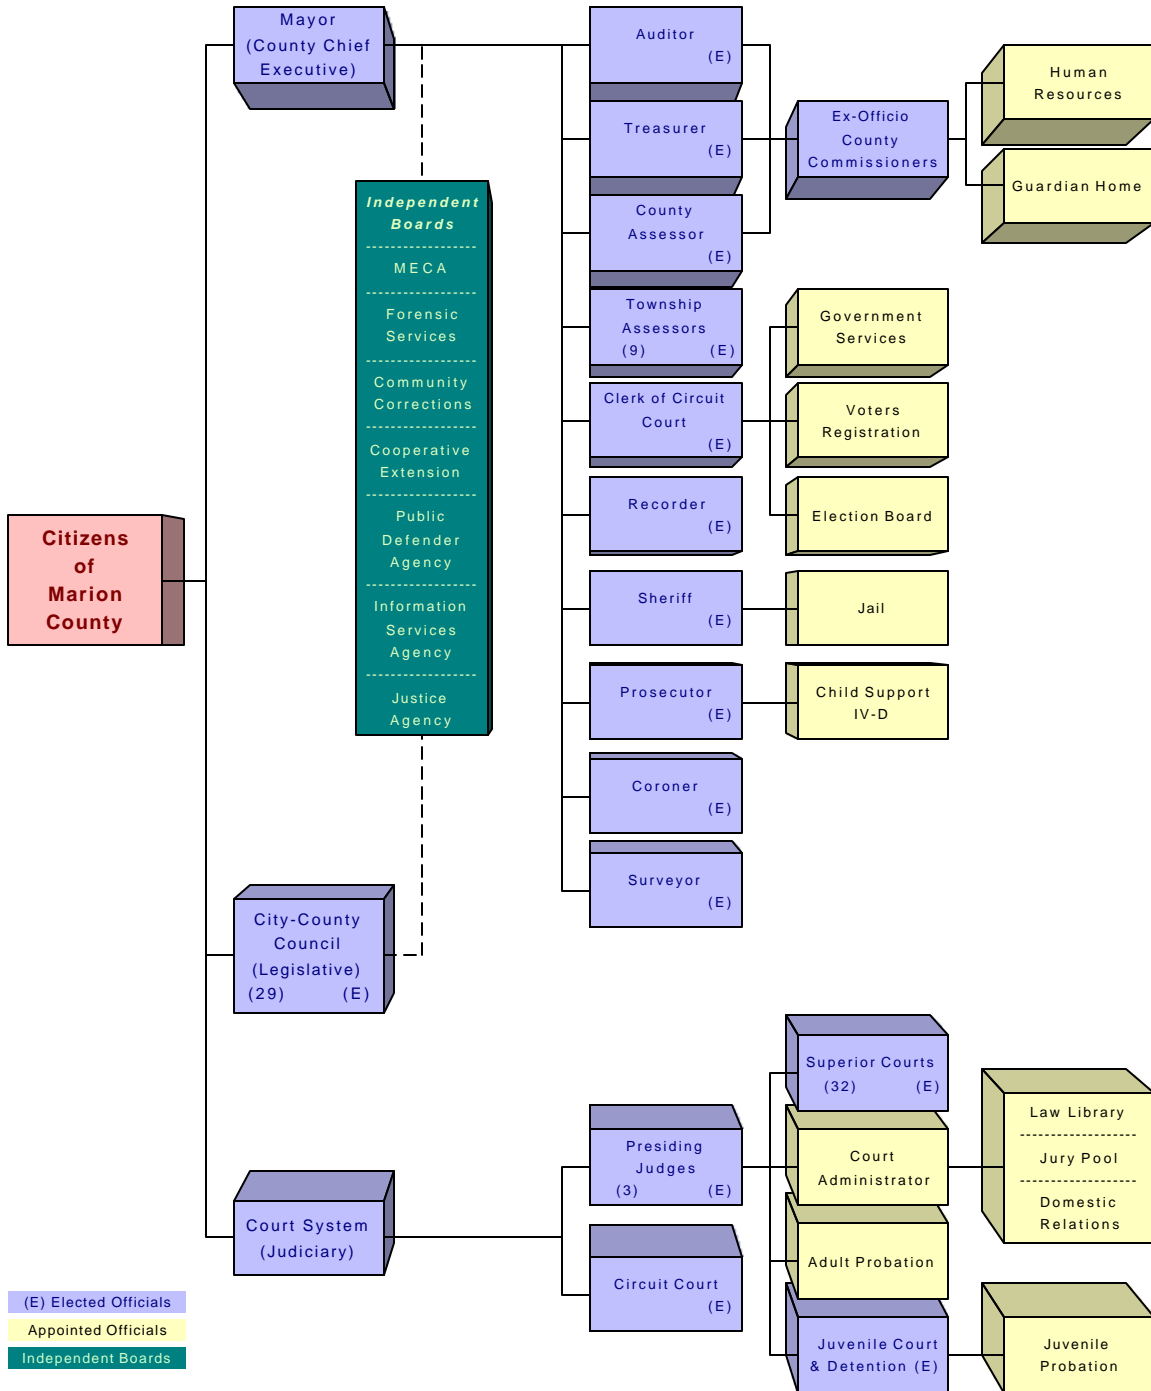 Mayor
(County Chief
Executive)
Auditor
(E)
Human
Resources
Treasurer
(E)
Ex-Officio
County
Commissioners
Guardian Home
Independent
Boards
------------------
MECA
------------------
Forensic
Services
------------------
Community
Corrections
------------------
Cooperative
Extension
------------------
Public
Defender
Agency
------------------
Information
Services
Agency
------------------
Justice
Agency
County
Assessor
(E)
Township
Assessors
(9) (E)
Government
Services
Clerk of Circuit
Court
(E)
Voters
Registration
Recorder
(E)
Election Board
Citizens
of
Marion
County
Sheriff
(E)
Jail
Prosecutor
(E)
Child Support
IV-D
Coroner
(E)
Surveyor
(E)
City-County
Council
(Legislative)
(29) (E)
Superior Courts
(32) (E)
Presiding
Judges
(3) (E)
Court
Administrator
Law Library
-------------------
Jury Pool
-------------------
Domestic
Relations
Court System
(Judiciary)
Adult Probation
Circuit Court
(E)
Juvenile Court
& Detention (E)
Juvenile
Probation
(E) Elected Officials
Appointed Officials
Independent Boards